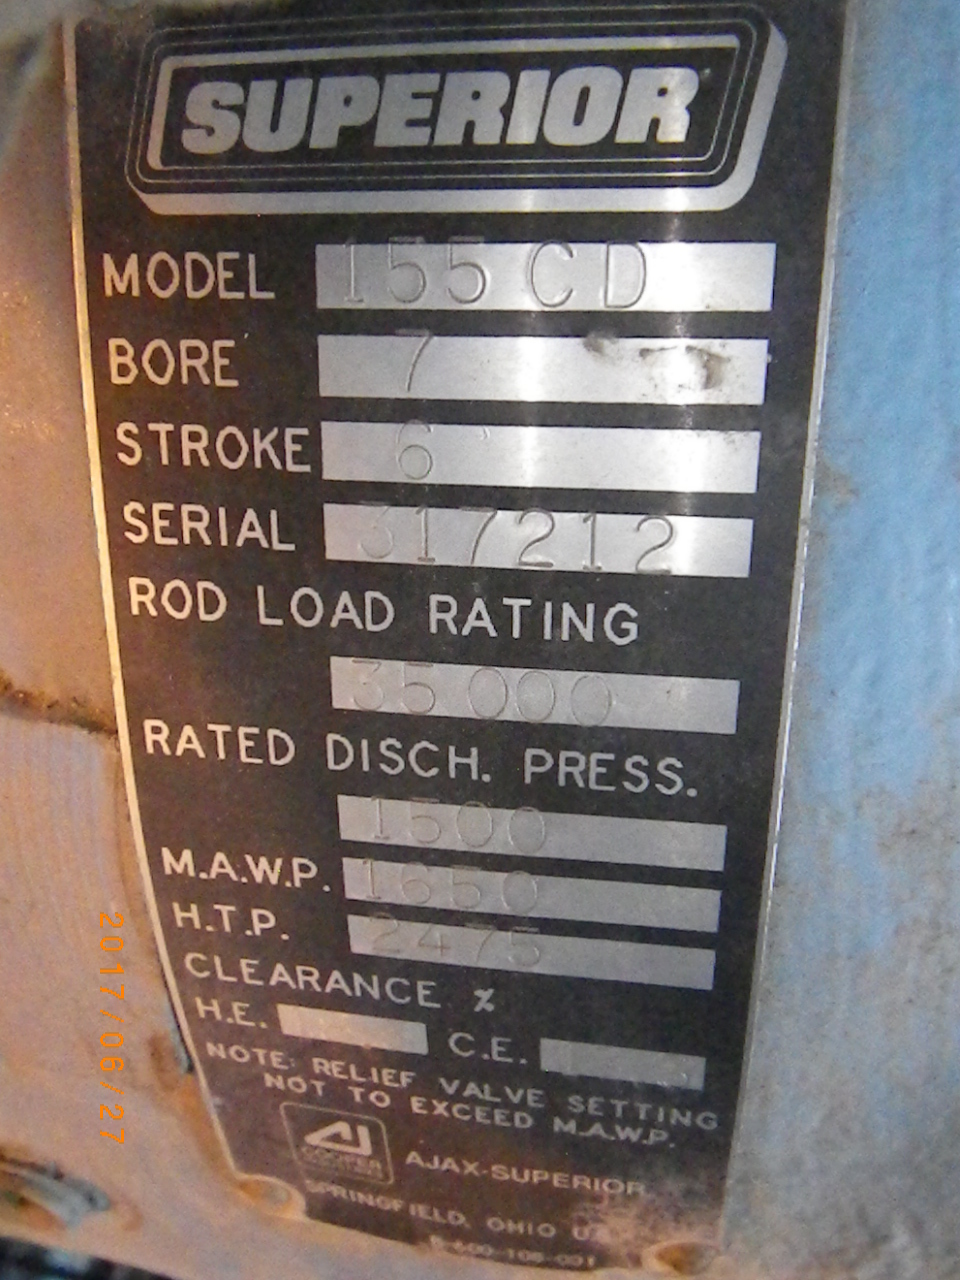 SUPERIOR
MODEL 155 CD
BORE 7
STROKE 6
SERIAL 317212
ROD LOAD RATING
35000
RATED DISCH. PRESS.
1500
M.A.W.P. 1650
H.T.P. 2475
CLEARANCE %
H.E. C.E.
NOTE: RELIEF VALVE SETTING
NOT TO EXCEED M.A.W.P.
COOPER
AJAX-SUPERIOR
SPRINGFIELD, OHIO
2017/06/27